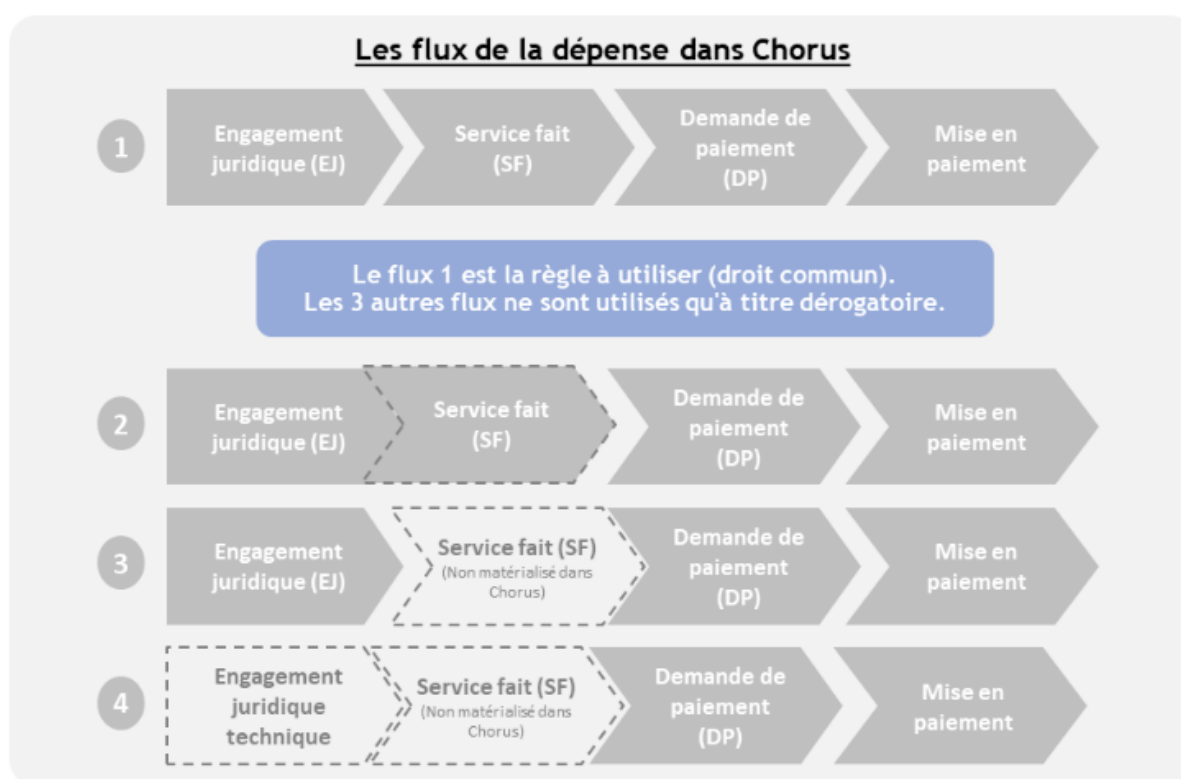 Les flux de la dépense dans Chorus
1
Engagement
juridique (EJ)
Service fait
(SF)
Demande de
paiement
(DP)
Mise en
paiement
Le flux 1 est la règle à utiliser (droit commun).
Les 3 autres flux ne sont utilisés qu'à titre dérogatoire.
2
Engagement
juridique (EJ)
Service fait
(SF)
Demande de
paiement
(DP)
Mise en
paiement
3
Engagement
juridique (EJ)
Service fait (SF)
(Non matérialisé dans
Chorus)
Demande de
paiement
(DP)
Mise en
paiement
4
Engagement
juridique
technique
Service fait (SF)
(Non matérialisé dans
Chorus)
Demande de
paiement
(DP)
Mise en
paiement